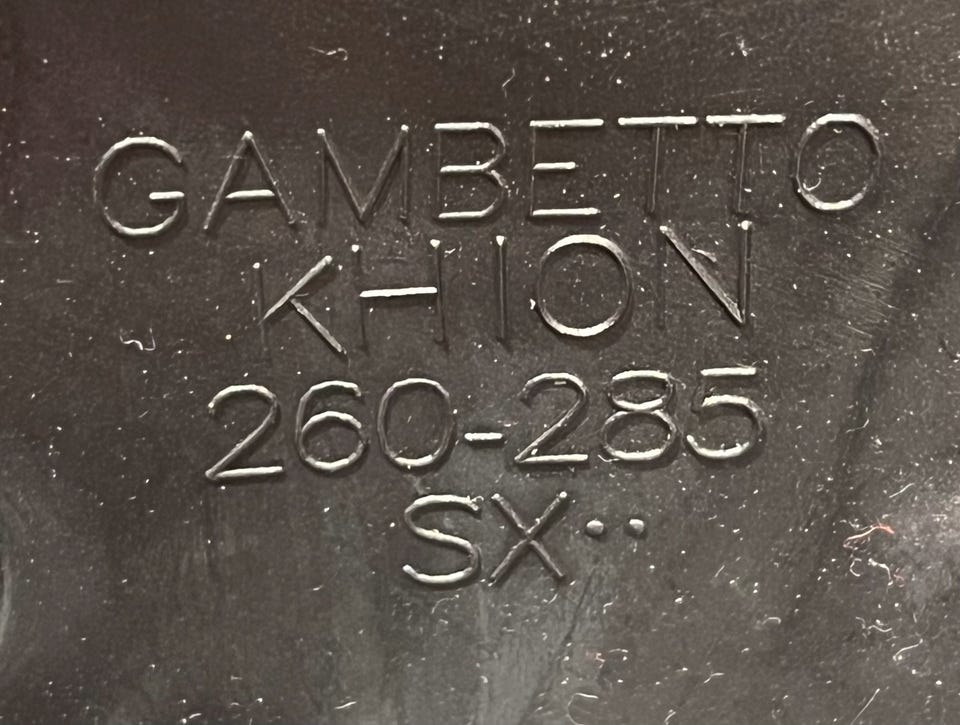 GAMBETTO
KHION
260-285
SX··